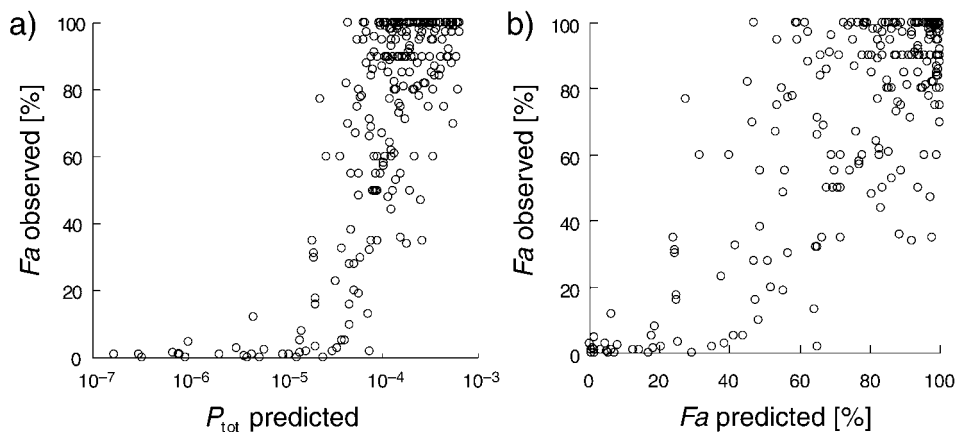 a)
Fa observed [%]
100
80
60
40
20
0
10⁻⁷ 10⁻⁶ 10⁻⁵ 10⁻⁴ 10⁻³
P_tot predicted
b)
Fa observed [%]
100
80
60
40
20
0
0 20 40 60 80 100
Fa predicted [%]